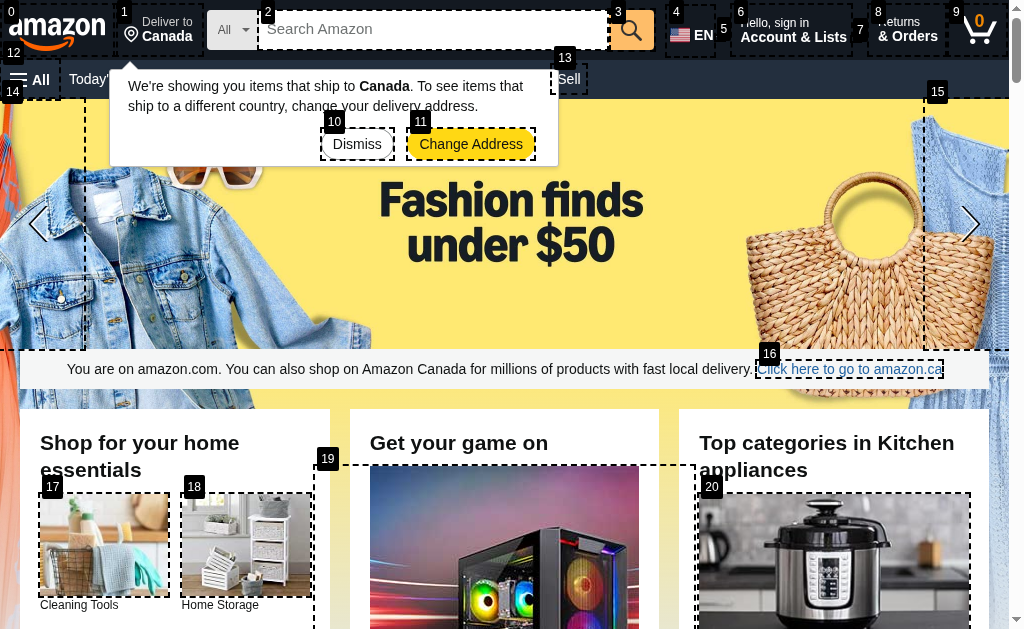 0
1
2
3
4
5
6
7
8
9
amazon
Deliver to
Canada
All
Search Amazon
EN
Hello, sign in
Account & Lists
Returns
& Orders
0
12
13
All
Today'
Sell
14
15
We're showing you items that ship to Canada. To see items that
ship to a different country, change your delivery address.
10
11
Dismiss
Change Address
Fashion finds
under $50
16
You are on amazon.com. You can also shop on Amazon Canada for millions of products with fast local delivery. Click here to go to amazon.ca
Shop for your home
essentials
Get your game on
Top categories in Kitchen
appliances
17
18
19
20
Cleaning Tools
Home Storage